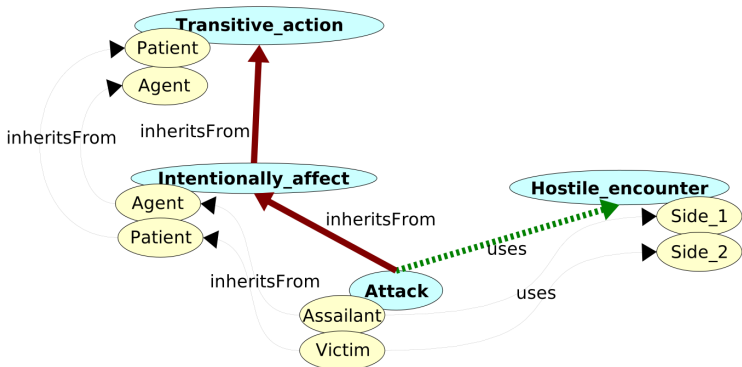 Transitive_action
Patient
Agent
inheritsFrom
inheritsFrom
Intentionally_affect
Agent
Patient
Hostile_encounter
Side_1
Side_2
inheritsFrom
uses
inheritsFrom
uses
Attack
Assailant
Victim